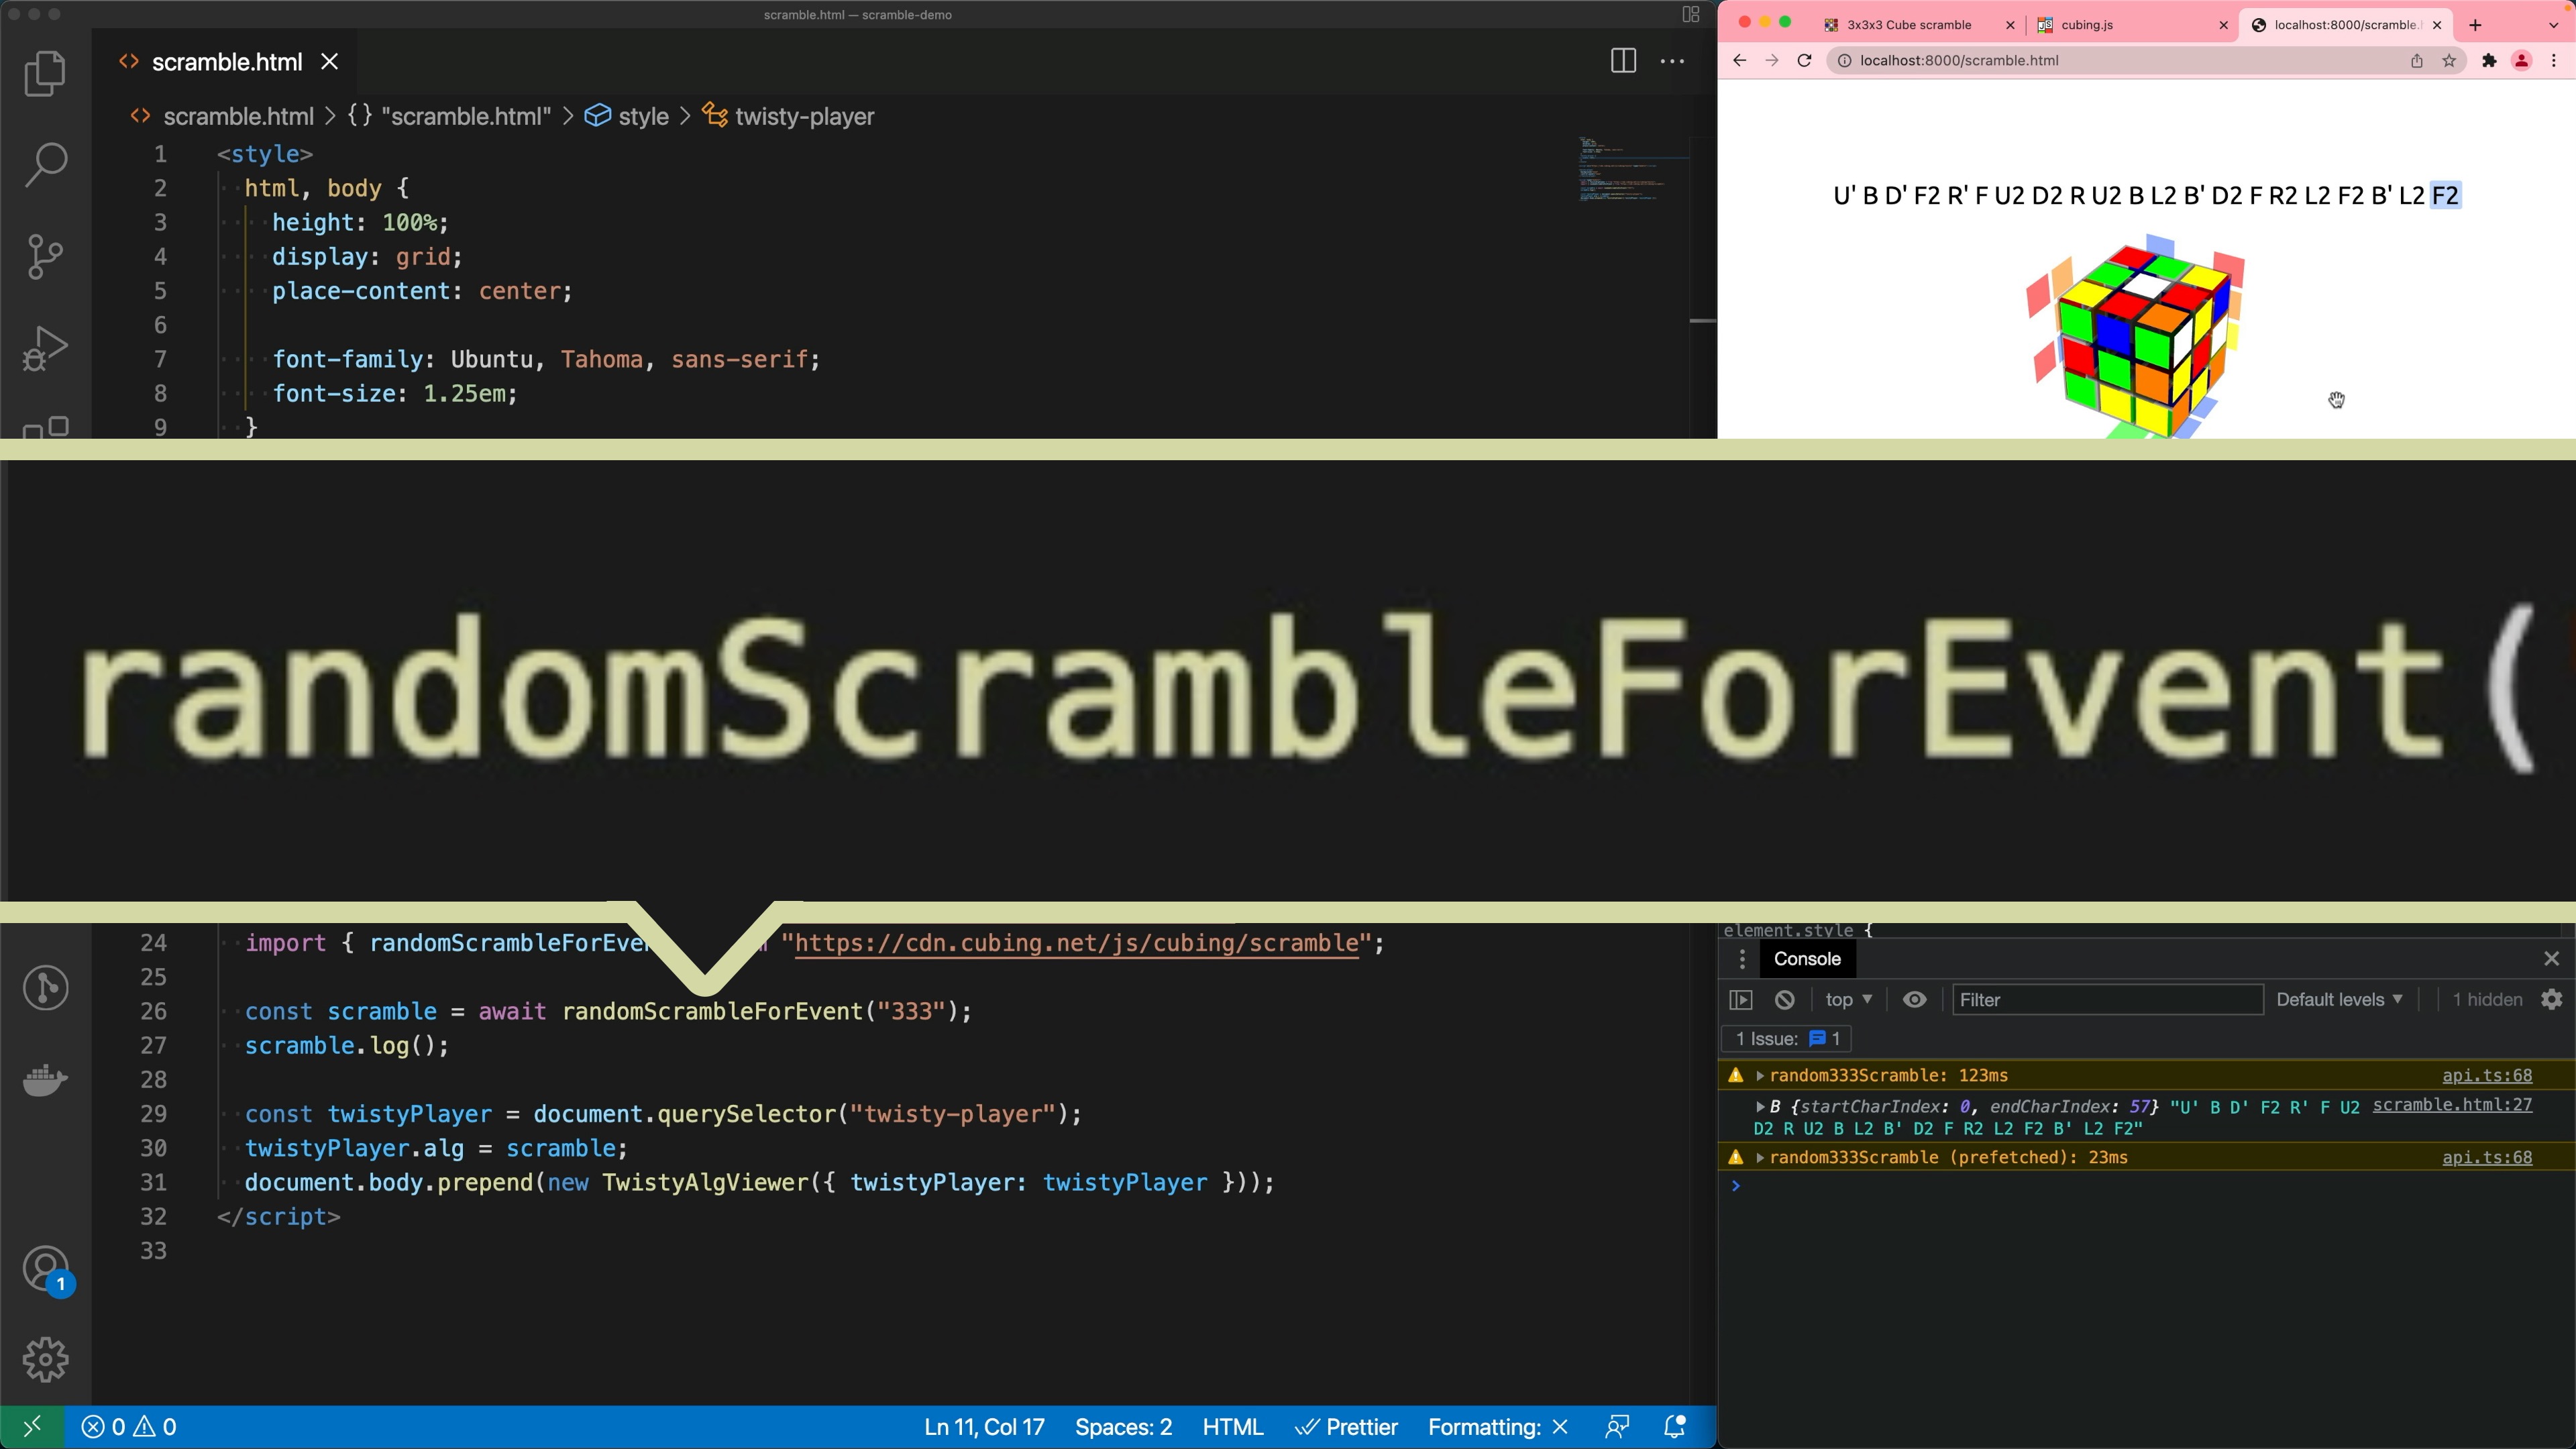 scramble.html — scramble-demo
scramble.html
scramble.html > {} "scramble.html" > style > twisty-player
1 <style>
2 html, body {
3 height: 100%;
4 display: grid;
5 place-content: center;
6
7 font-family: Ubuntu, Tahoma, sans-serif;
8 font-size: 1.25em;
9 }
3x3x3 Cube scramble
cubing.js
localhost:8000/scramble.
localhost:8000/scramble.html
U' B D' F2 R' F U2 D2 R U2 B L2 B' D2 F R2 L2 F2 B' L2 F2
randomScrambleForEvent(
24 import { randomScrambleForEve "https://cdn.cubing.net/js/cubing/scramble";
25
26 const scramble = await randomScrambleForEvent("333");
27 scramble.log();
28
29 const twistyPlayer = document.querySelector("twisty-player");
30 twistyPlayer.alg = scramble;
31 document.body.prepend(new TwistyAlgViewer({ twistyPlayer: twistyPlayer }));
32 </script>
33
1
element.style {
Console
top Filter Default levels 1 hidden
1 Issue: 1
random333Scramble: 123ms api.ts:68
B {startCharIndex: 0, endCharIndex: 57} "U' B D' F2 R' F U2 scramble.html:27
D2 R U2 B L2 B' D2 F R2 L2 F2 B' L2 F2"
random333Scramble (prefetched): 23ms api.ts:68
>
0 0 Ln 11, Col 17 Spaces: 2 HTML Prettier Formatting: ×